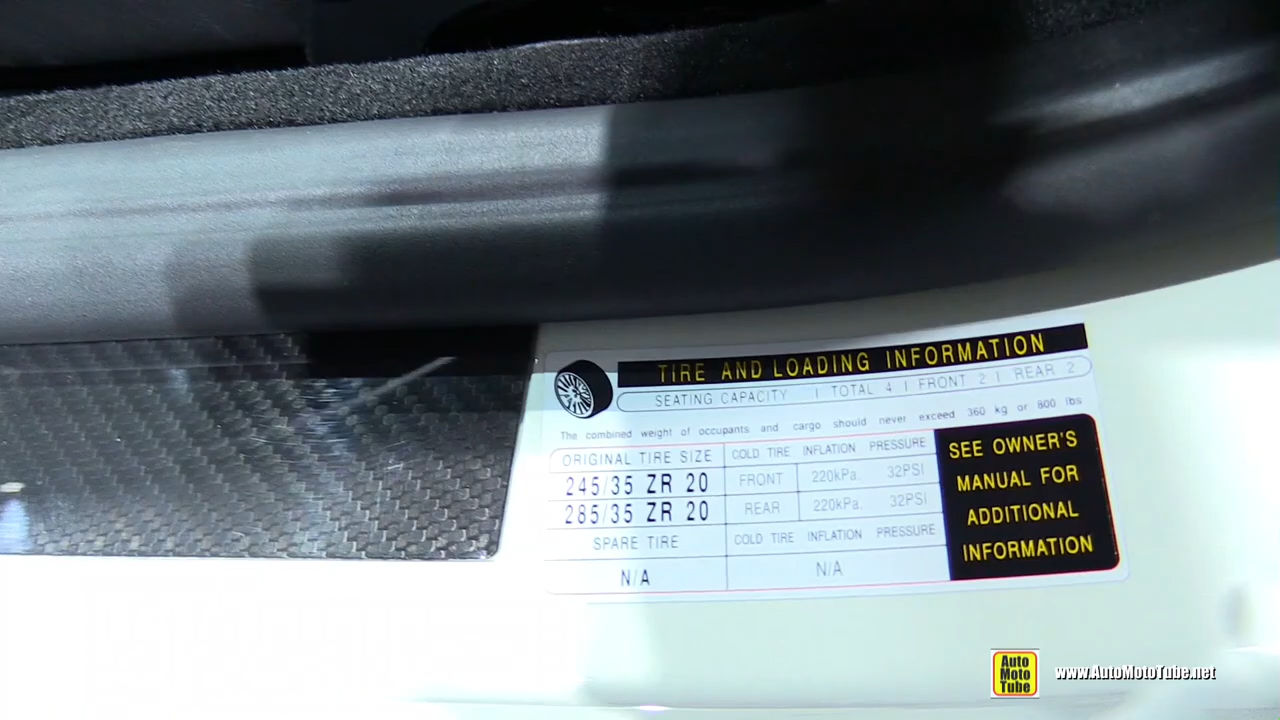 TIRE AND LOADING INFORMATION
SEATING CAPACITY | TOTAL 4 | FRONT 2 | REAR 2
The combined weight of occupants and cargo should never exceed 360 kg or 800 lbs
ORIGINAL TIRE SIZE COLD TIRE INFLATION PRESSURE
245/35 ZR 20 FRONT 220kPa. 32PSI
285/35 ZR 20 REAR 220kPa. 32PSI
SPARE TIRE COLD TIRE INFLATION PRESSURE
N/A N/A
SEE OWNER'S
MANUAL FOR
ADDITIONAL
INFORMATION
Auto
Moto
Tube
www.AutoMotoTube.net